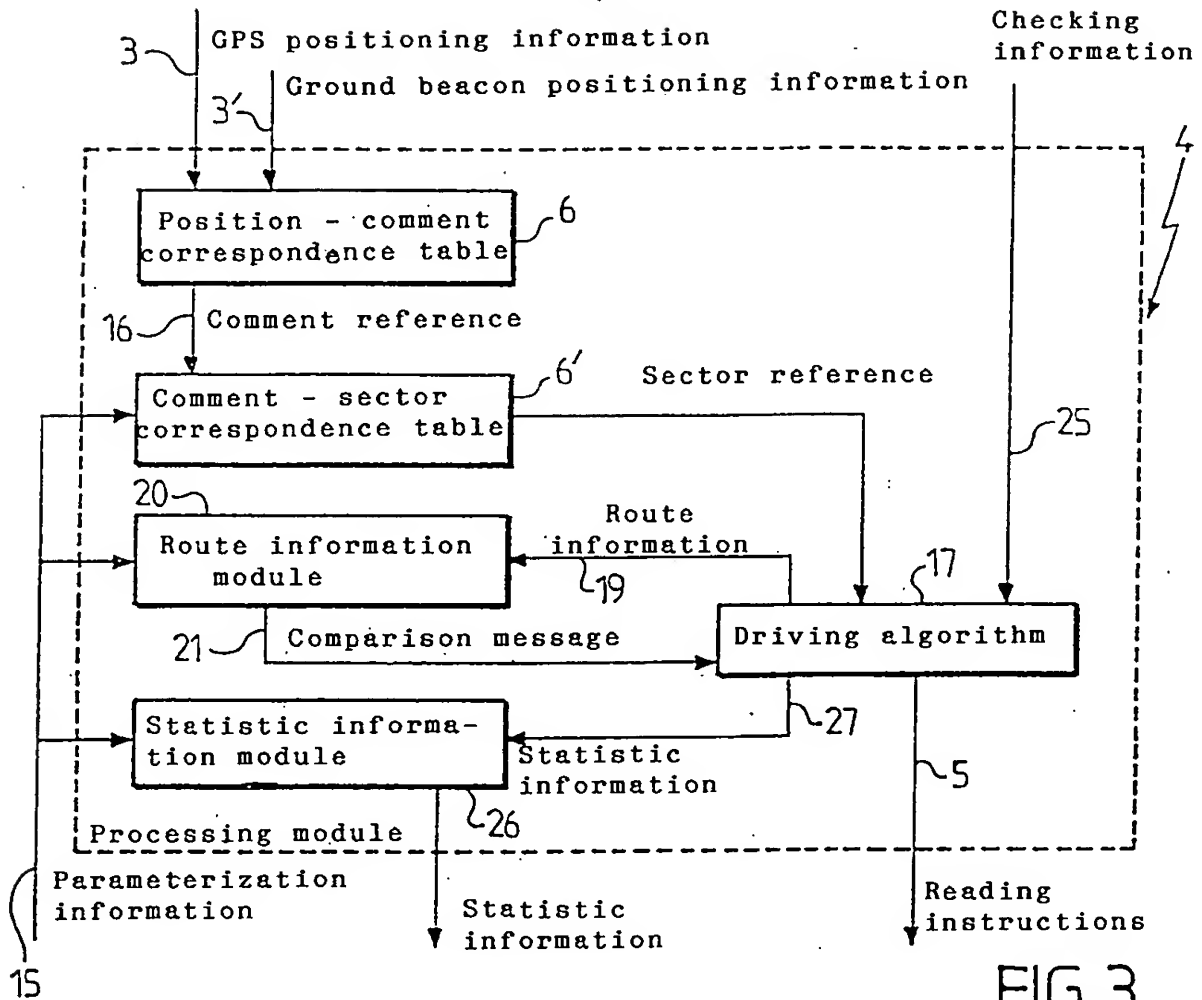 GPS positioning information
Checking
information
3
Ground beacon positioning information
3'
4
Position - comment
correspondence table
6
16
Comment reference
6'
Sector reference
Comment - sector
correspondence table
25
20
Route
information
Route information
module
19
17
21
Comparison message
Driving algorithm
Statistic informa-
tion module
27
Statistic
information
5
26
Processing module
Parameterization
information
Statistic
information
Reading
instructions
15
FIG.3